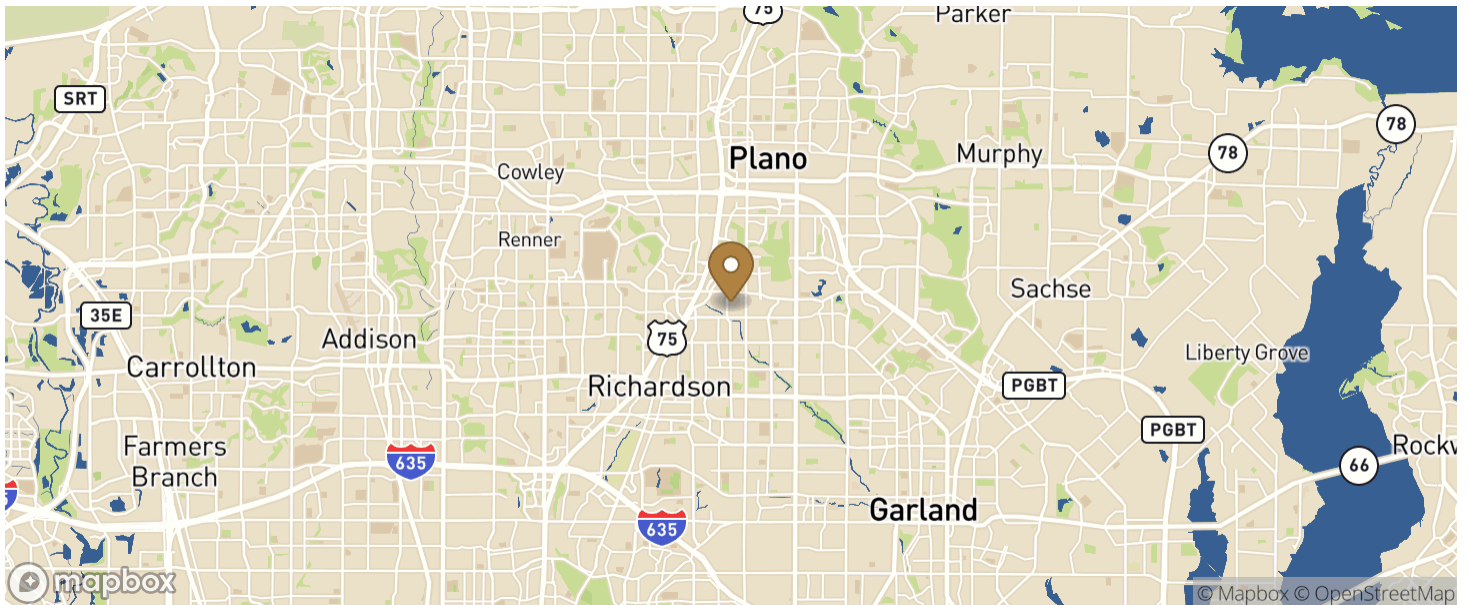 75
Parker
SRT
78
78
Plano
Murphy
Cowley
Renner
Sachse
35E
75
Addison
Liberty Grove
Carrollton
Richardson
PGBT
PGBT
Farmers
Branch
635
Rockw
66
Garland
635
mapbox
© Mapbox © OpenStreetMap